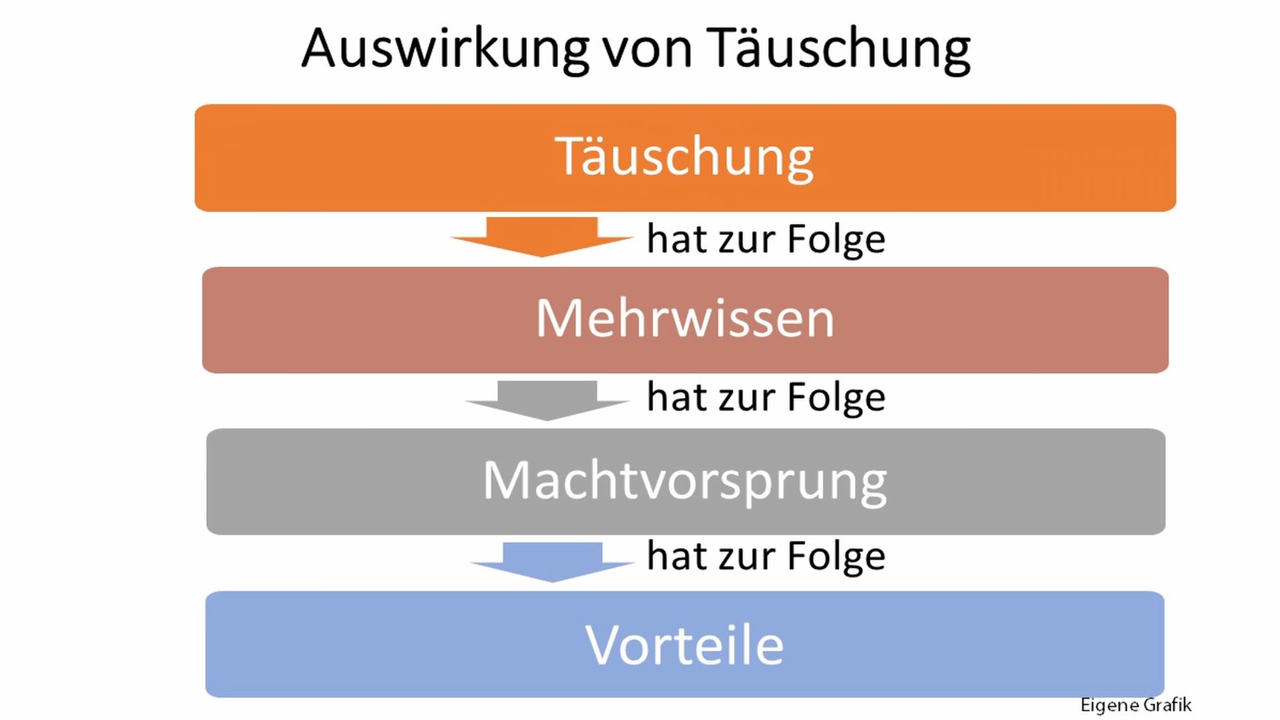 Auswirkung von Täuschung
Täuschung
hat zur Folge
Mehrwissen
hat zur Folge
Machtvorsprung
hat zur Folge
Vorteile
Eigene Grafik